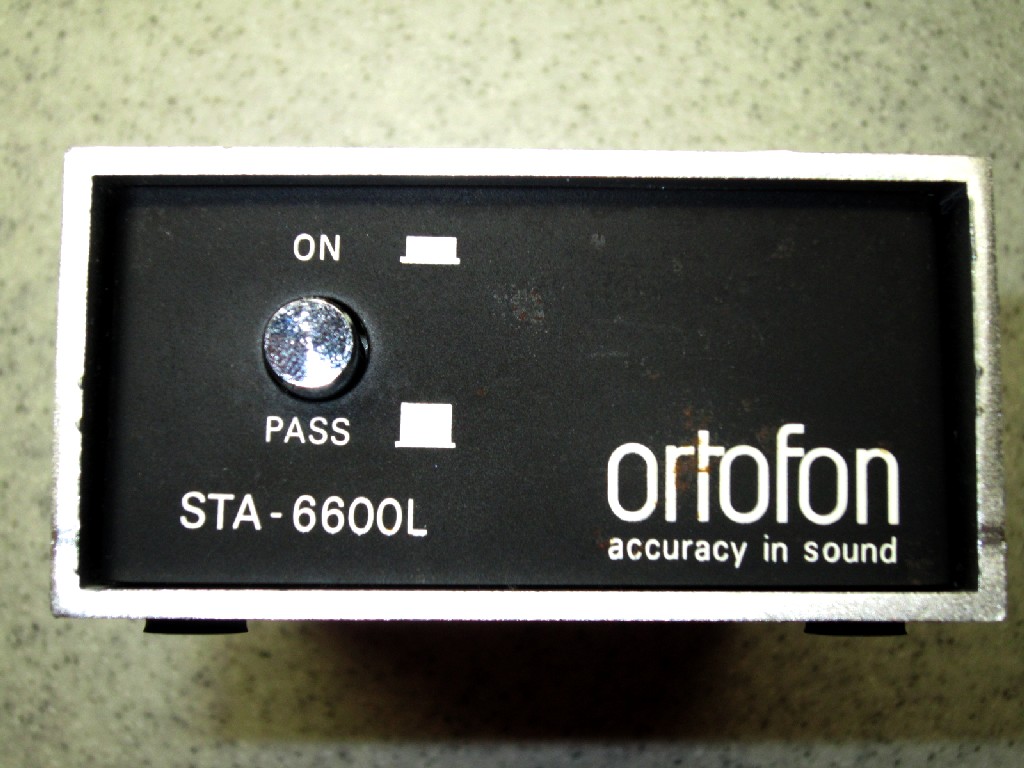 ON
PASS
STA-6600L
ortofon
accuracy in sound